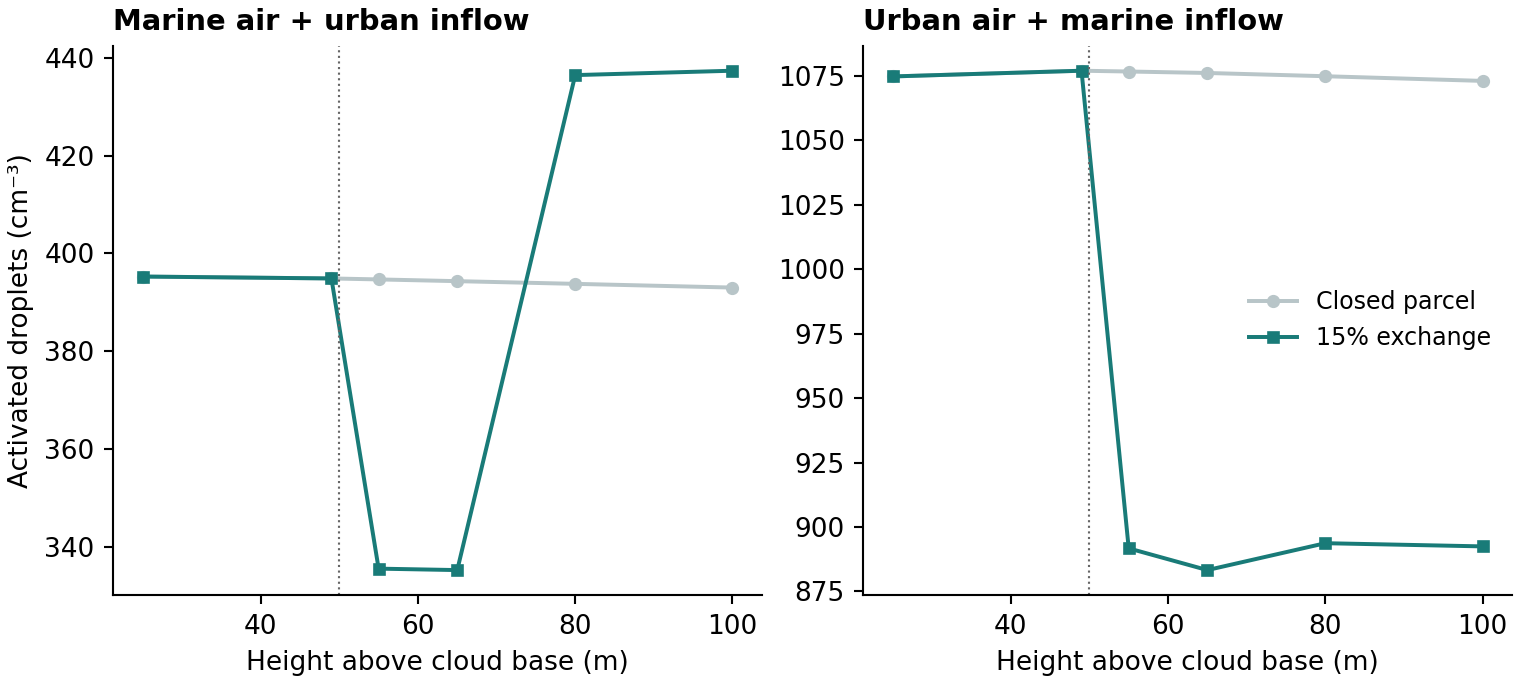 Marine air + urban inflow
Activated droplets (cm⁻³)
440
420
400
380
360
340
40 60 80 100
Height above cloud base (m)
Urban air + marine inflow
1075
1050
1025
1000
975
950
925
900
875
Closed parcel
15% exchange
40 60 80 100
Height above cloud base (m)